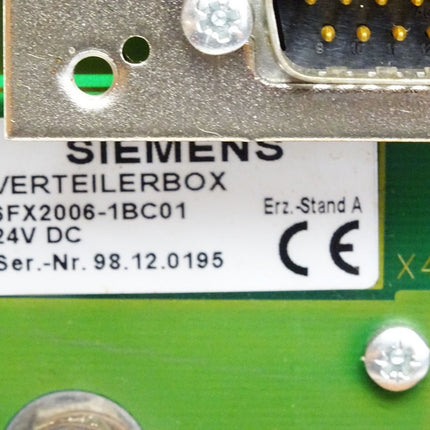 SIEMENS
VERTEILERBOX
6FX2006-1BC01
Erz.-Stand A
24V DC
CE
Ser.-Nr. 98.12.0195
X4